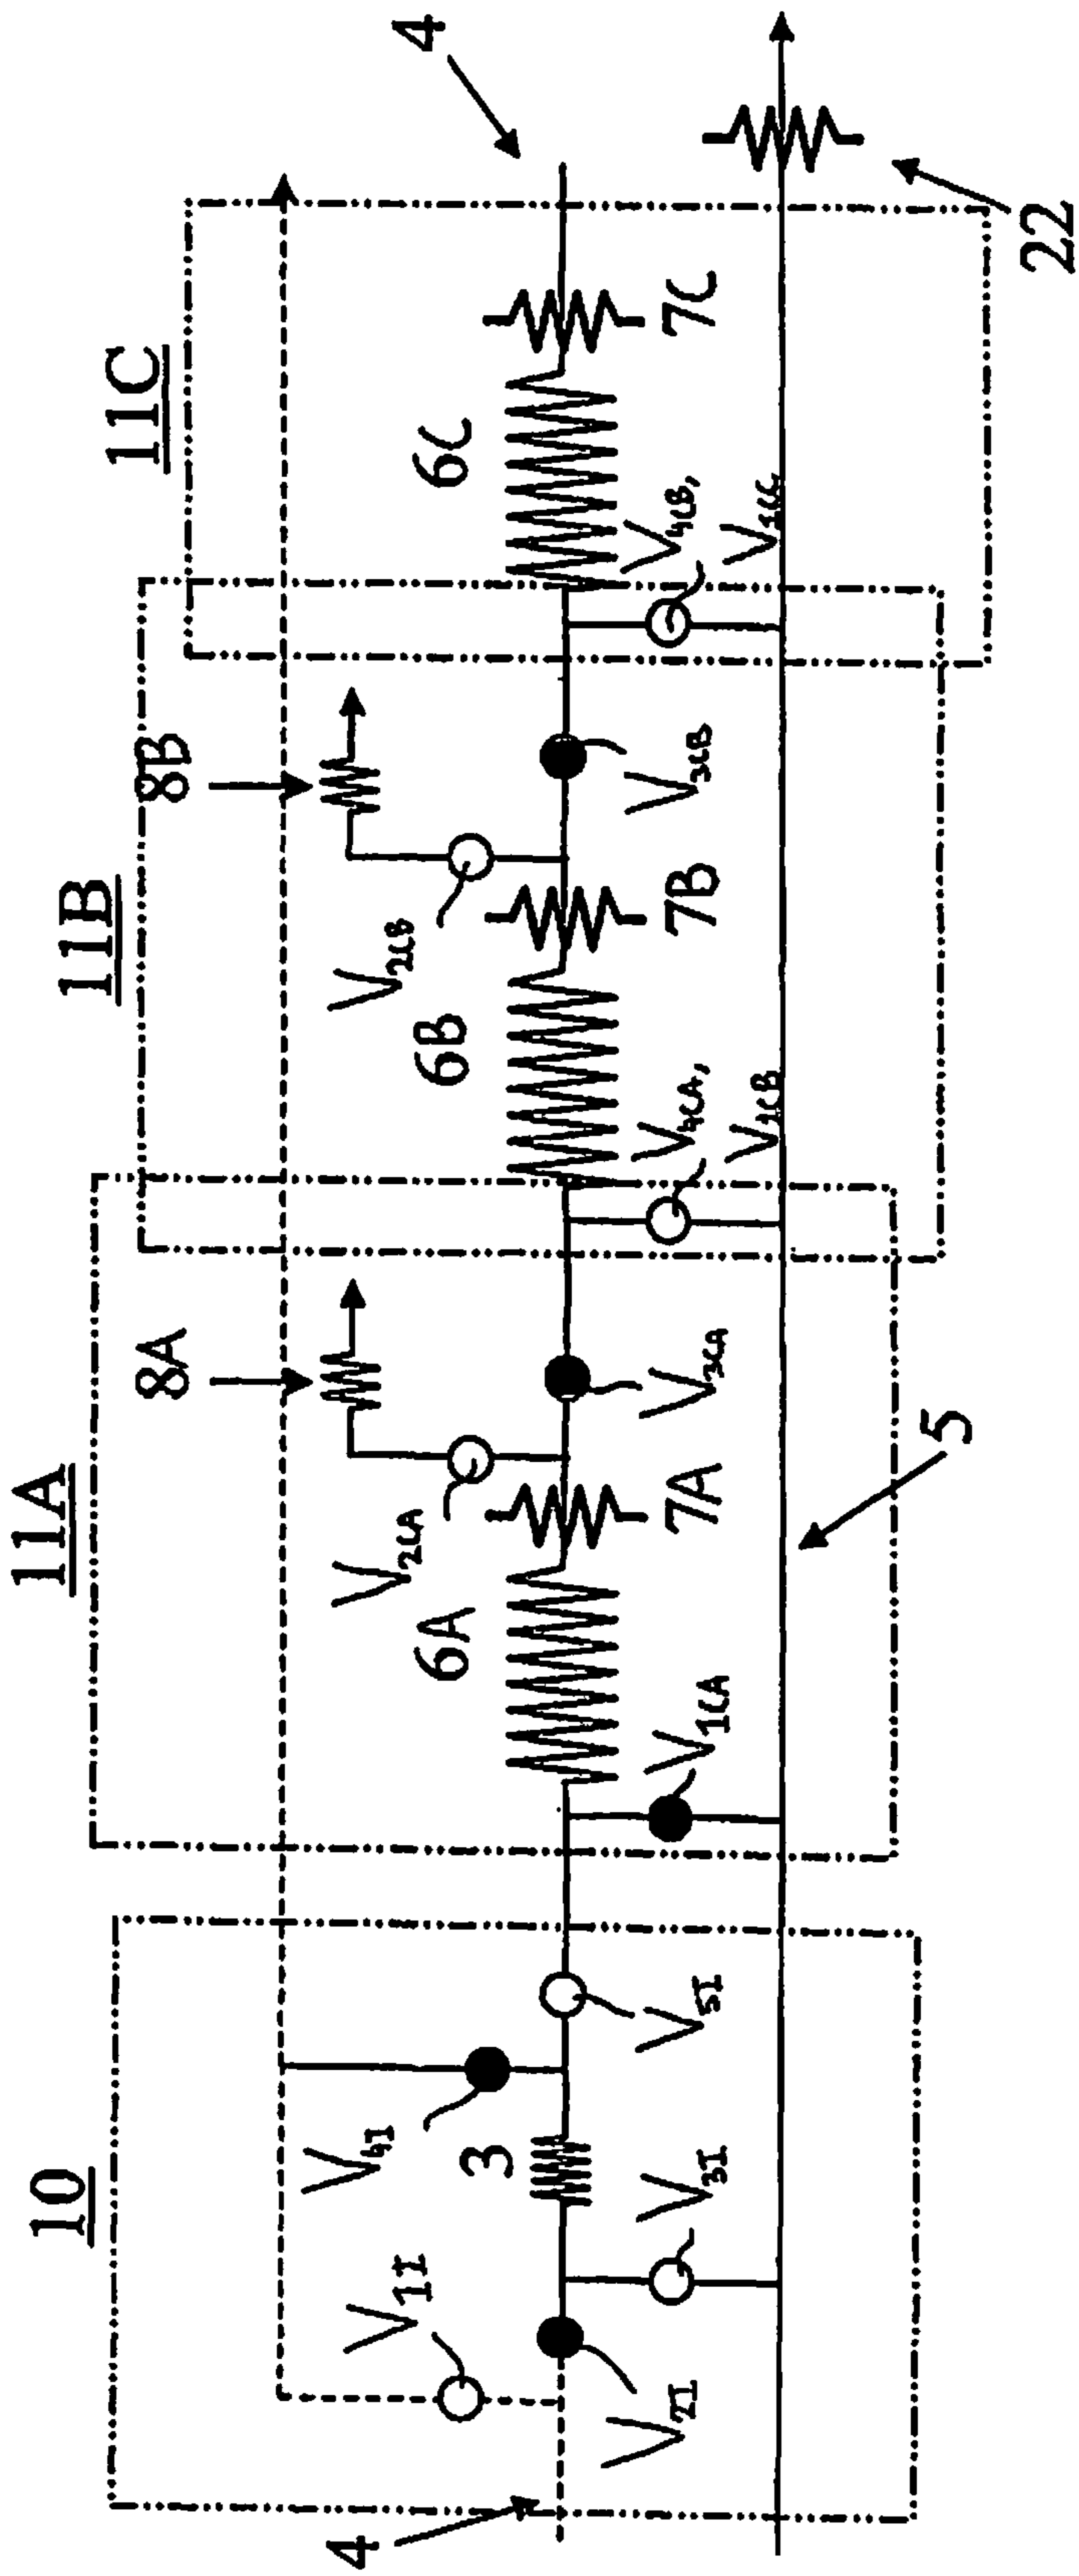 10
11A
11B
11C
8A
8B
4
4
V1I
V4I
3
V2I
V3I
V5I
6A
V2CA
7A
V1CA
V3CA
6B
V2CB
7B
V4CA,
V1CB
V3CB
6C
7C
V4CB,
V1CC
5
22